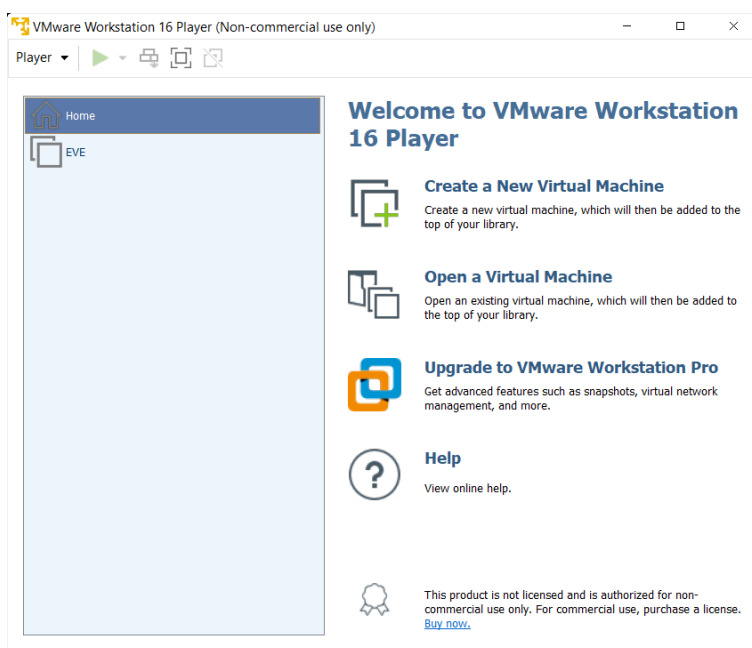 VMware Workstation 16 Player (Non-commercial use only)
Player
Home
EVE
Welcome to VMware Workstation
16 Player
Create a New Virtual Machine
Create a new virtual machine, which will then be added to the
top of your library.
Open a Virtual Machine
Open an existing virtual machine, which will then be added to
the top of your library.
Upgrade to VMware Workstation Pro
Get advanced features such as snapshots, virtual network
management, and more.
Help
View online help.
This product is not licensed and is authorized for non-
commercial use only. For commercial use, purchase a license.
Buy now.